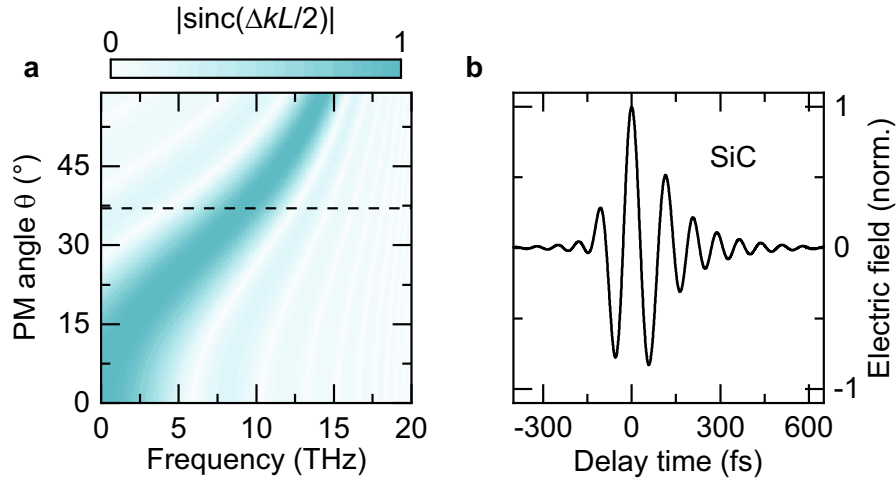 |sinc(ΔkL/2)|
0 1
a
PM angle θ (°)
45
30
15
0
0 5 10 15 20
Frequency (THz)
b
SiC
1
0
-1
Electric field (norm.)
-300 0 300 600
Delay time (fs)